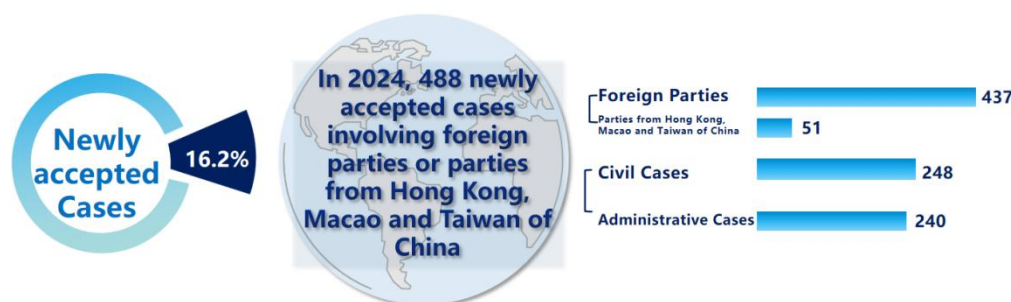 Newly
accepted
Cases
16.2%
In 2024, 488 newly
accepted cases
involving foreign
parties or parties
from Hong Kong,
Macao and Taiwan of
China
Foreign Parties
437
Parties from Hong Kong,
Macao and Taiwan of China
51
Civil Cases
248
Administrative Cases
240